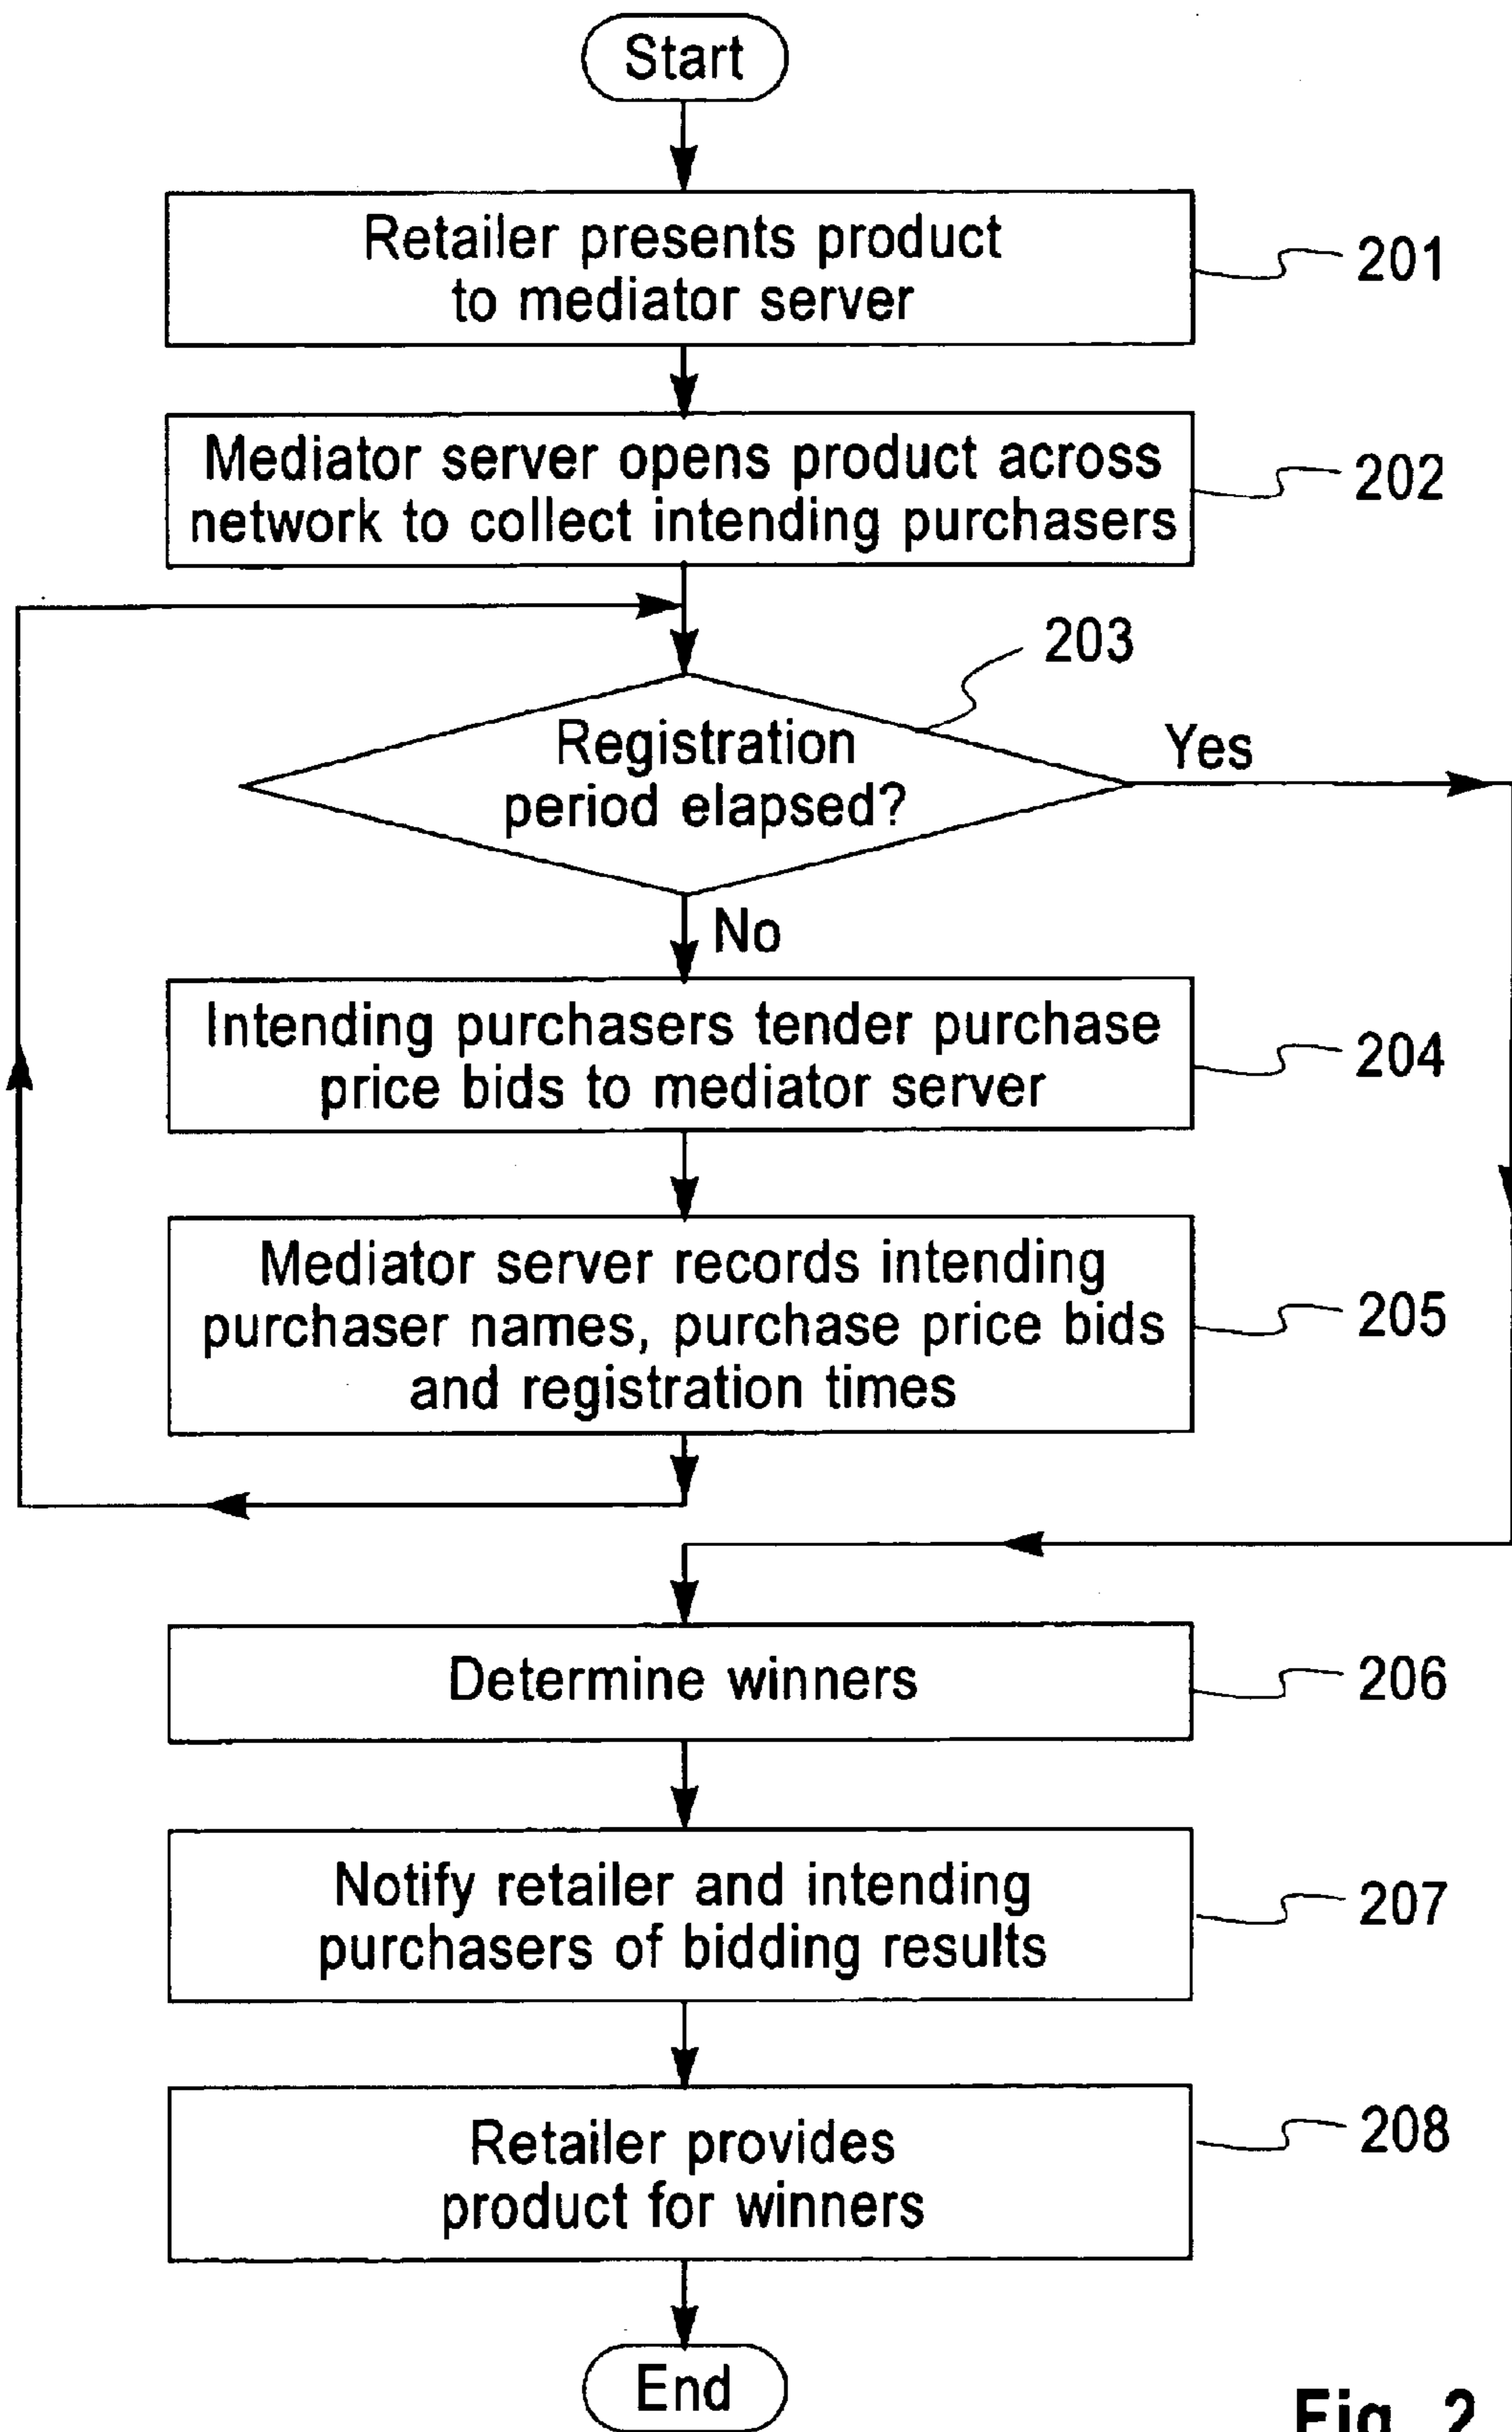 Start
Retailer presents product
to mediator server
201
Mediator server opens product across
network to collect intending purchasers
202
203
Registration
period elapsed?
Yes
No
Intending purchasers tender purchase
price bids to mediator server
204
Mediator server records intending
purchaser names, purchase price bids
and registration times
205
Determine winners
206
Notify retailer and intending
purchasers of bidding results
207
Retailer provides
product for winners
208
End
Fig. 2